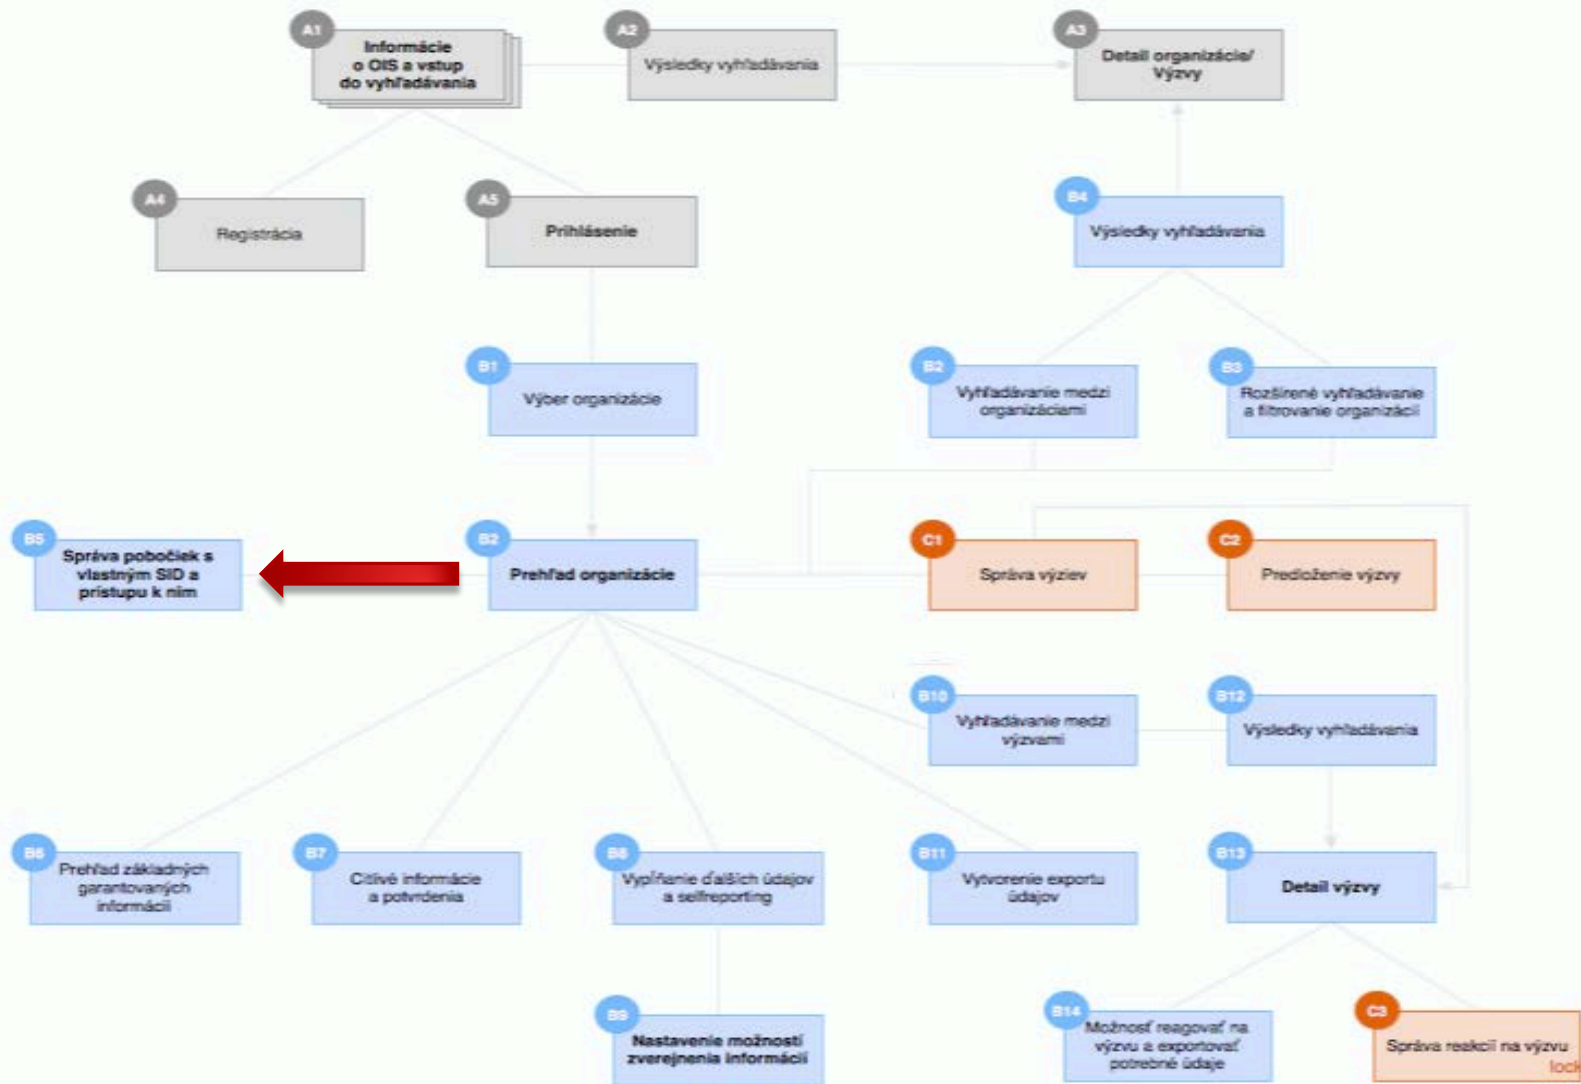 A1
Informácie
o OIS a vstup
do vyhľadávania
A2
Výsledky vyhľadávania
A3
Detail organizácie/
Výzvy
A4
Registrácia
A5
Prihlásenie
B4
Výsledky vyhľadávania
B1
Výber organizácie
B2
Vyhľadávanie medzi
organizáciami
B3
Rozšírené vyhľadávanie
a filtrovanie organizácií
B5
Správa pobočiek s
vlastným SID a
prístupu k nim
B2
Prehľad organizácie
C1
Správa výziev
C2
Predloženie výzvy
B10
Vyhľadávanie medzi
výzvami
B12
Výsledky vyhľadávania
B6
Prehľad základných
garantovaných
informácií
B7
Citlivé informácie
a potvrdenia
B8
Vypĺňanie ďalších údajov
a selfreporting
B11
Vytvorenie exportu
údajov
B13
Detail výzvy
B9
Nastavenie možností
zverejnenia informácií
B14
Možnosť reagovať na
výzvu a exportovať
potrebné údaje
C3
Správa reakcií na výzvu
lock